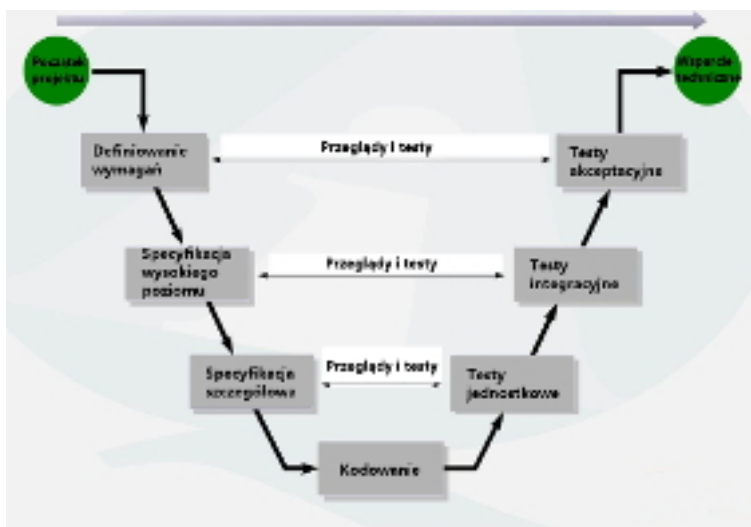 Początek
projektu
Wsparcie
techniczne
Definiowanie
wymagań
Przeglądy i testy
Testy
akceptacyjne
Specyfikacja
wysokiego
poziomu
Przeglądy i testy
Testy
integracyjne
Specyfikacja
szczegółowa
Przeglądy i testy
Testy
jednostkowe
Kodowanie